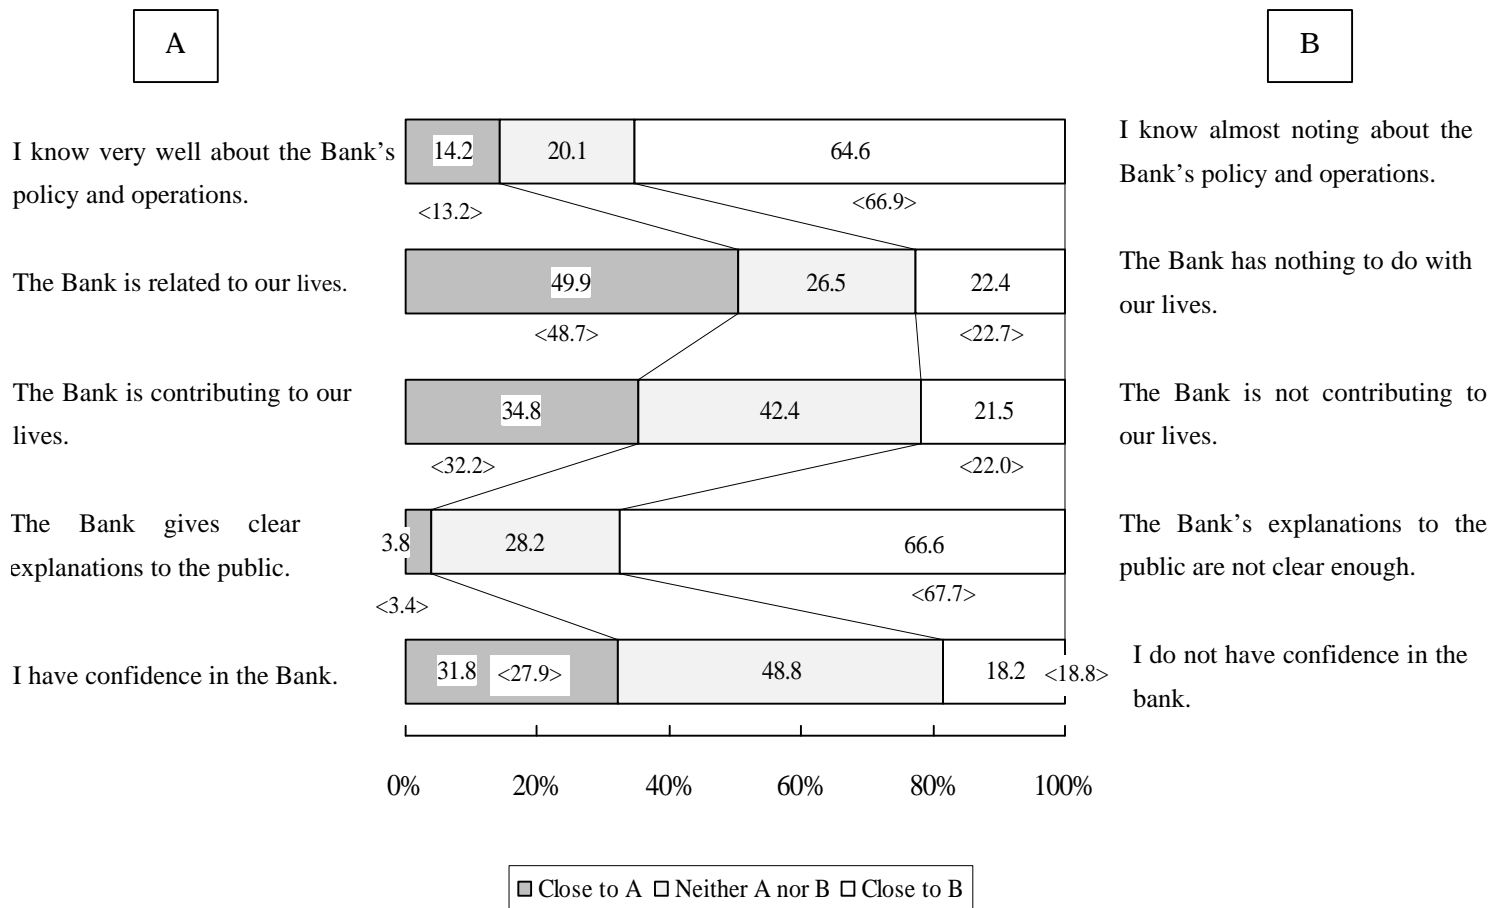 A
B
I know very well about the Bank's
policy and operations.
14.2
20.1
64.6
I know almost noting about the
Bank's policy and operations.
<13.2>
<66.9>
The Bank is related to our lives.
49.9
26.5
22.4
The Bank has nothing to do with
our lives.
<48.7>
<22.7>
The Bank is contributing to our
lives.
34.8
42.4
21.5
The Bank is not contributing to
our lives.
<32.2>
<22.0>
The Bank gives clear
explanations to the public.
3.8
28.2
66.6
The Bank's explanations to the
public are not clear enough.
<3.4>
<67.7>
I have confidence in the Bank.
31.8
<27.9>
48.8
18.2
<18.8>
I do not have confidence in the
bank.
0%
20%
40%
60%
80%
100%
Close to A
Neither A nor B
Close to B